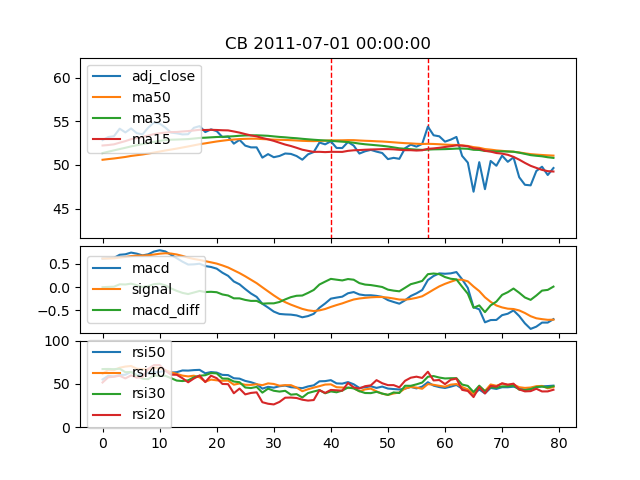 CB 2011-07-01 00:00:00
60
55
50
45
adj_close
ma50
ma35
ma15
0.5
0.0
−0.5
macd
signal
macd_diff
100
50
0
rsi50
rsi40
rsi30
rsi20
0 10 20 30 40 50 60 70 80